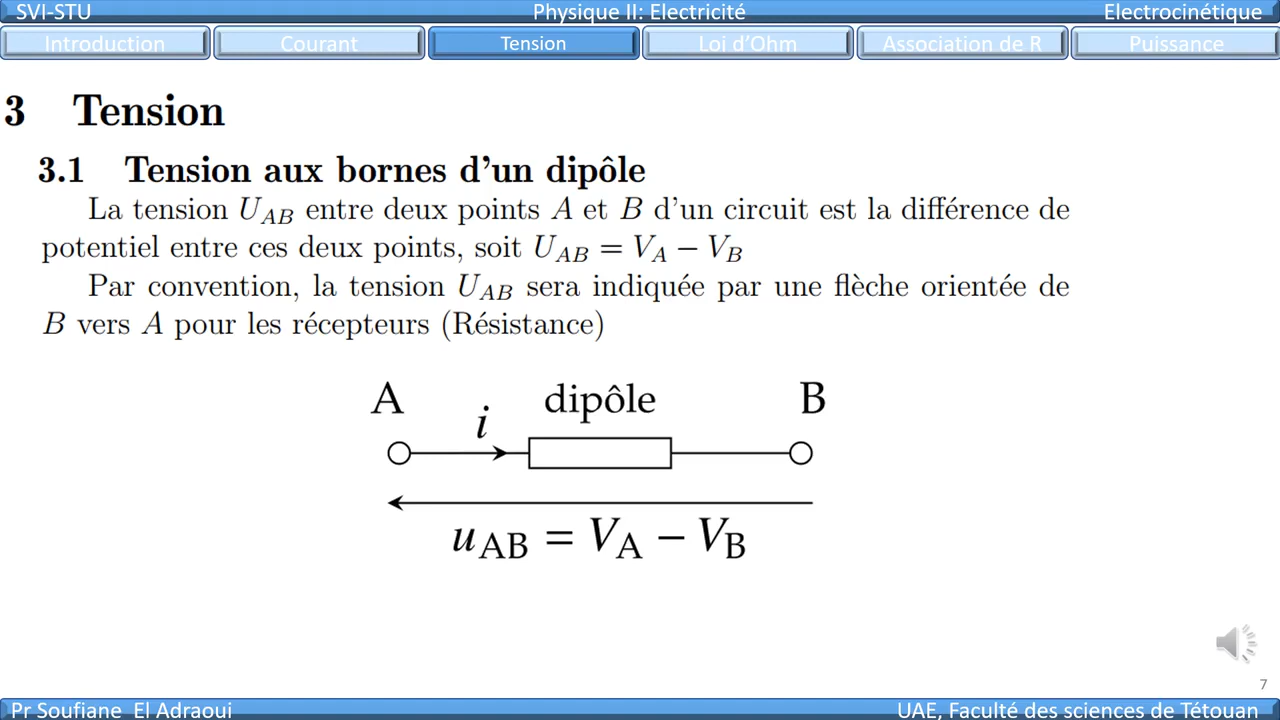 SVI-STU Physique II: Electricité Electrocinétique
Introduction Courant Tension Loi d'Ohm Association de R Puissance
3 Tension
3.1 Tension aux bornes d'un dipôle
La tension U_AB entre deux points A et B d'un circuit est la différence de
potentiel entre ces deux points, soit U_AB = V_A − V_B
Par convention, la tension U_AB sera indiquée par une flèche orientée de
B vers A pour les récepteurs (Résistance)
A i dipôle B
u_AB = V_A − V_B
7
Pr Soufiane El Adraoui UAE, Faculté des sciences de Tétouan